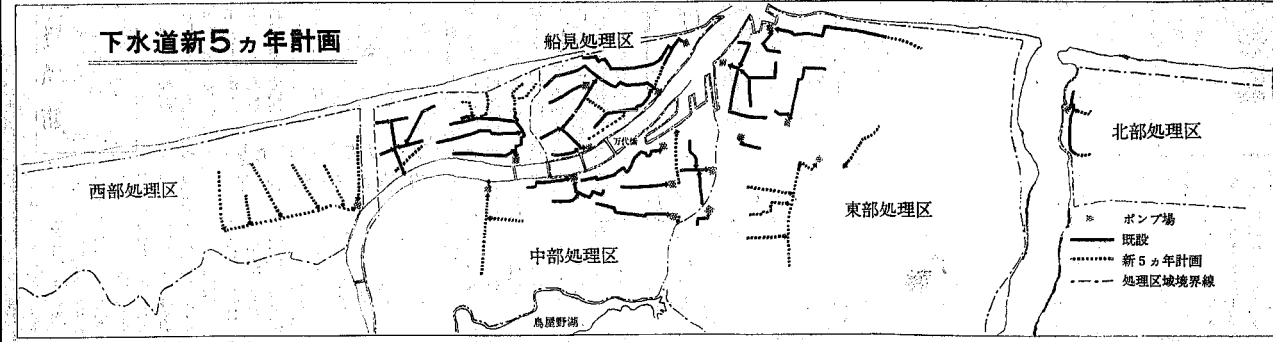 下水道新5ヵ年計画
船見処理区
万代橋
北部処理区
西部処理区
東部処理区
中部処理区
鳥屋野湖
ポンプ場
既設
新5ヵ年計画
処理区域境界線